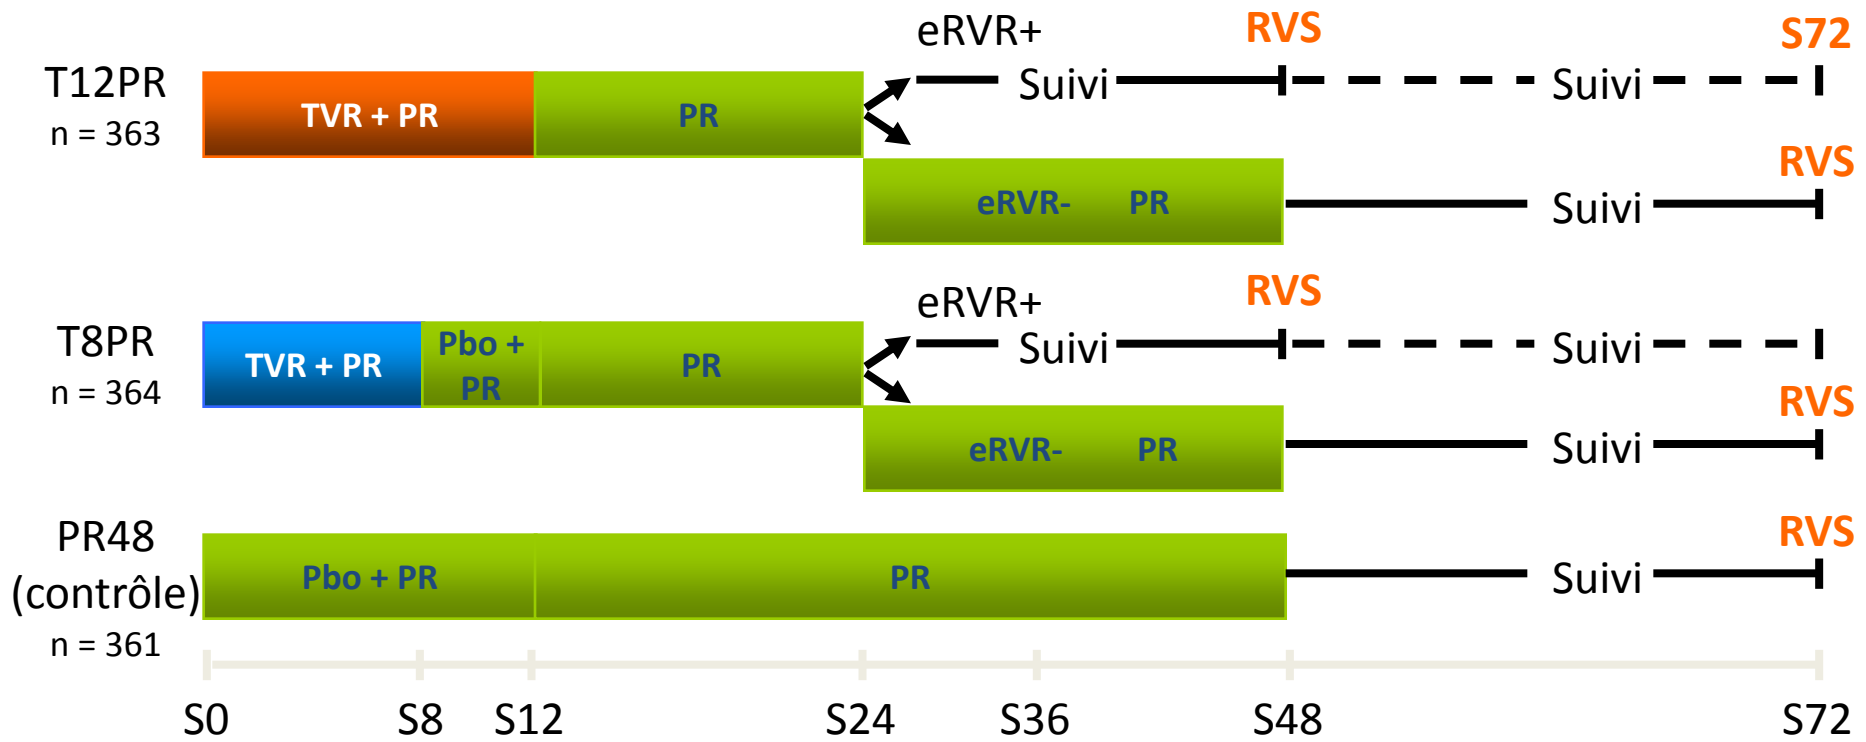 eRVR+
RVS
S72
T12PR
n = 363
TVR + PR
PR
Suivi
Suivi
eRVR-
PR
Suivi
RVS
eRVR+
RVS
T8PR
n = 364
TVR + PR
Pbo +
PR
PR
Suivi
Suivi
RVS
eRVR-
PR
Suivi
PR48
(contrôle)
n = 361
Pbo + PR
PR
Suivi
RVS
S0
S8
S12
S24
S36
S48
S72